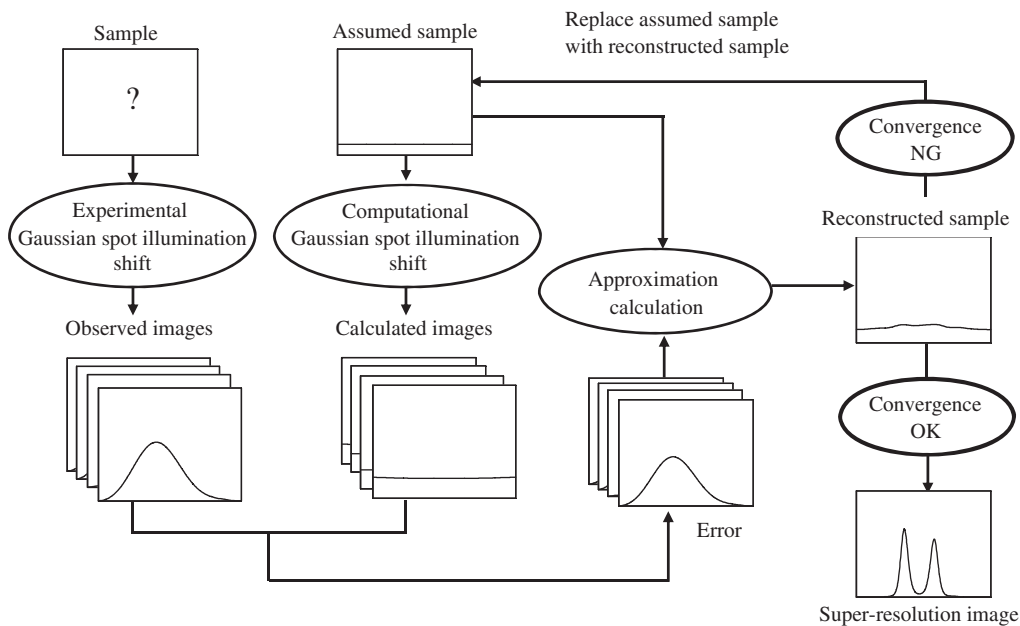 Sample
?
Experimental
Gaussian spot illumination
shift
Observed images
Assumed sample
Computational
Gaussian spot illumination
shift
Calculated images
Replace assumed sample
with reconstructed sample
Convergence
NG
Reconstructed sample
Approximation
calculation
Error
Convergence
OK
Super-resolution image